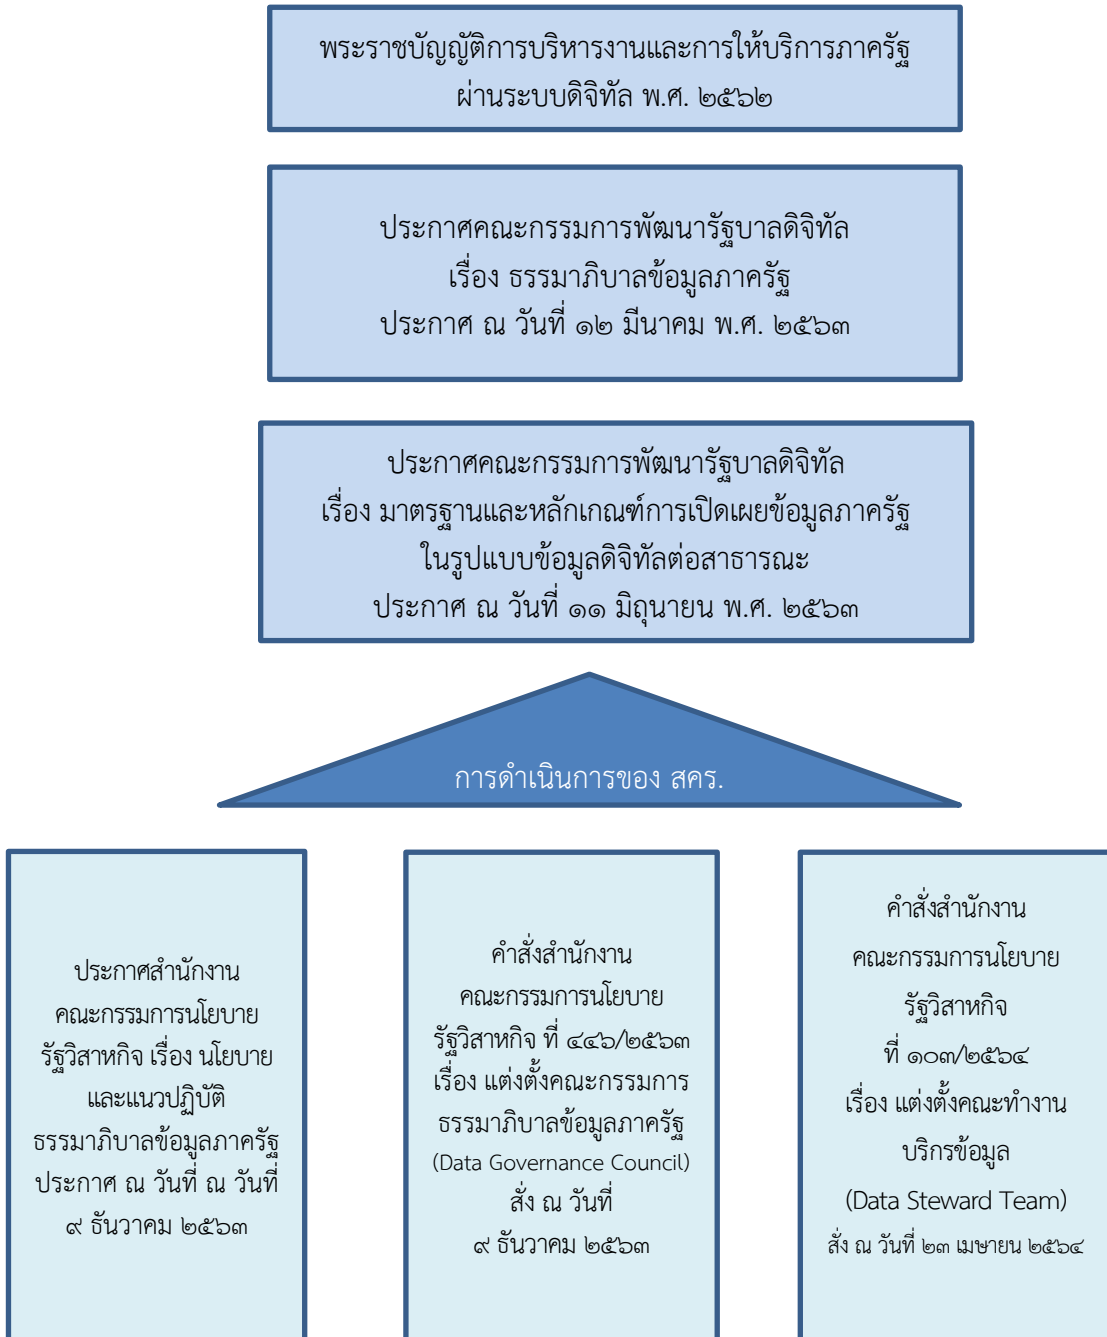 พระราชบัญญัติการบริหารงานและการให้บริการภาครัฐ
ผ่านระบบดิจิทัล พ.ศ. ๒๕๖๒
ประกาศคณะกรรมการพัฒนารัฐบาลดิจิทัล
เรื่อง ธรรมาภิบาลข้อมูลภาครัฐ
ประกาศ ณ วันที่ ๑๒ มีนาคม พ.ศ. ๒๕๖๓
ประกาศคณะกรรมการพัฒนารัฐบาลดิจิทัล
เรื่อง มาตรฐานและหลักเกณฑ์การเปิดเผยข้อมูลภาครัฐ
ในรูปแบบข้อมูลดิจิทัลต่อสาธารณะ
ประกาศ ณ วันที่ ๑๑ มิถุนายน พ.ศ. ๒๕๖๓
การดำเนินการของ สคร.
ประกาศสำนักงาน
คณะกรรมการนโยบาย
รัฐวิสาหกิจ เรื่อง นโยบาย
และแนวปฏิบัติ
ธรรมาภิบาลข้อมูลภาครัฐ
ประกาศ ณ วันที่ ณ วันที่
๙ ธันวาคม ๒๕๖๓
คำสั่งสำนักงาน
คณะกรรมการนโยบาย
รัฐวิสาหกิจ ที่ ๔๔๖/๒๕๖๓
เรื่อง แต่งตั้งคณะกรรมการ
ธรรมาภิบาลข้อมูลภาครัฐ
(Data Governance Council)
สั่ง ณ วันที่
๙ ธันวาคม ๒๕๖๓
คำสั่งสำนักงาน
คณะกรรมการนโยบาย
รัฐวิสาหกิจ
ที่ ๑๐๓/๒๕๖๔
เรื่อง แต่งตั้งคณะทำงาน
บริกรข้อมูล
(Data Steward Team)
สั่ง ณ วันที่ ๒๓ เมษายน ๒๕๖๔